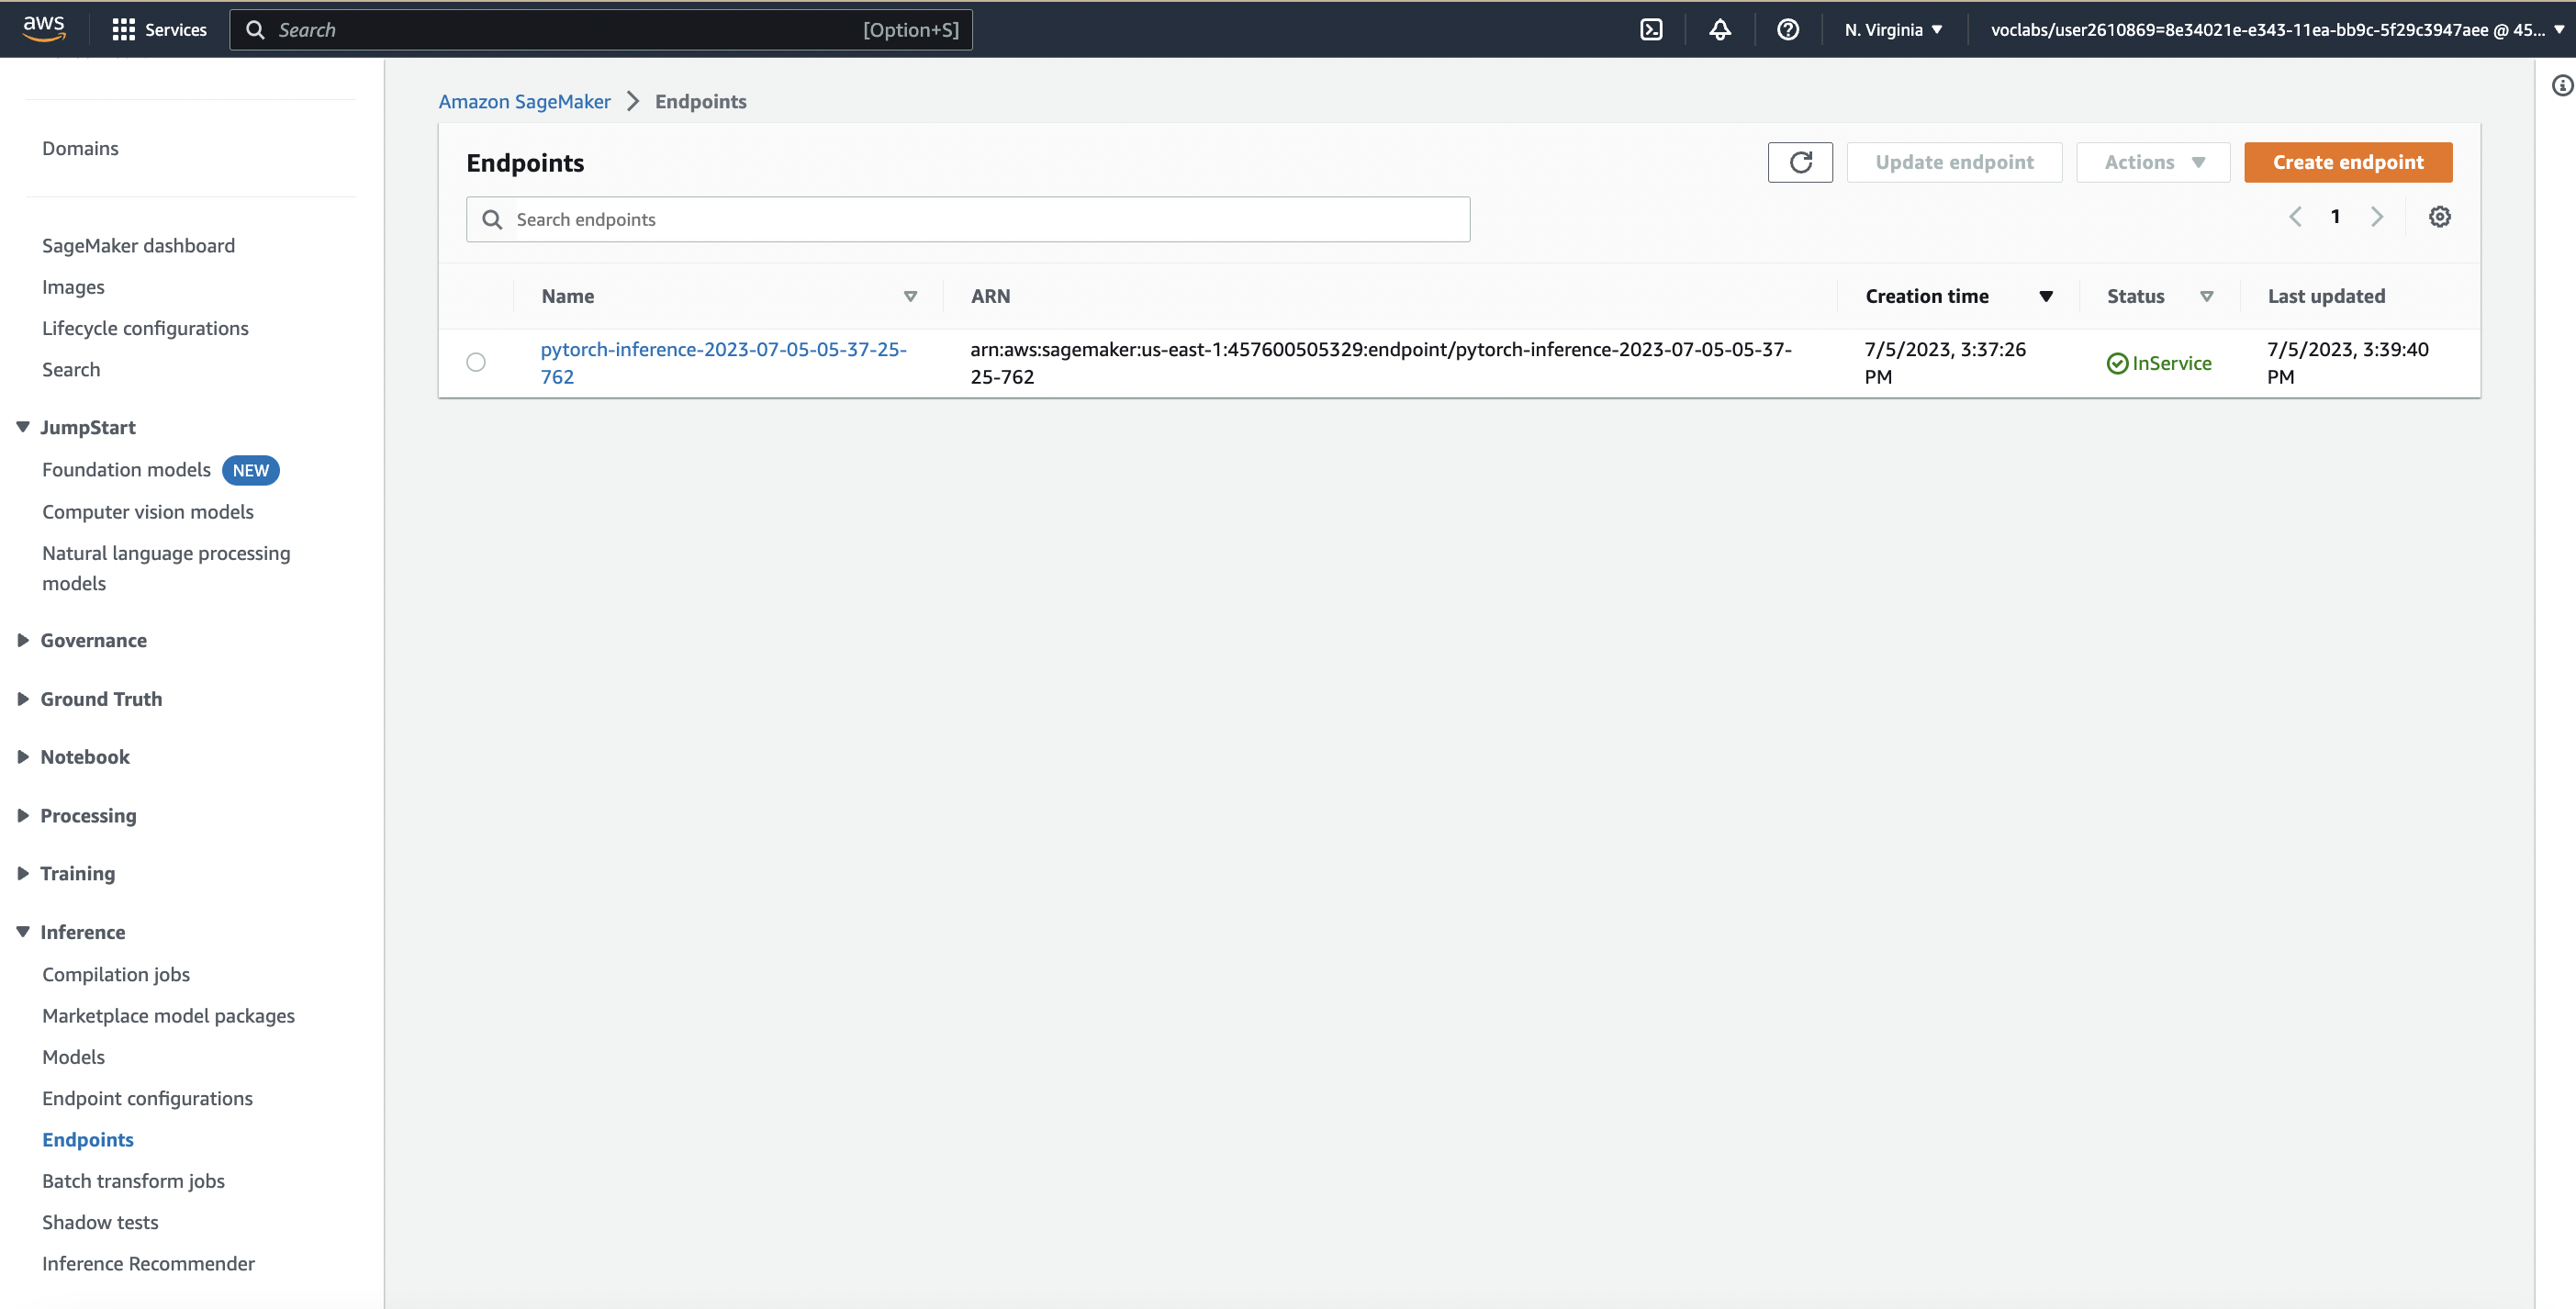 aws
Services
Search
[Option+S]
N. Virginia
voclabs/user2610869=8e34021e-e343-11ea-bb9c-5f29c3947aee @ 45...
Domains
SageMaker dashboard
Images
Lifecycle configurations
Search
JumpStart
Foundation models NEW
Computer vision models
Natural language processing
models
Governance
Ground Truth
Notebook
Processing
Training
Inference
Compilation jobs
Marketplace model packages
Models
Endpoint configurations
Endpoints
Batch transform jobs
Shadow tests
Inference Recommender
Amazon SageMaker > Endpoints
Endpoints
Update endpoint
Actions
Create endpoint
Search endpoints
1
Name
ARN
Creation time
Status
Last updated
pytorch-inference-2023-07-05-05-37-25-
762
arn:aws:sagemaker:us-east-1:457600505329:endpoint/pytorch-inference-2023-07-05-05-37-
25-762
7/5/2023, 3:37:26
PM
InService
7/5/2023, 3:39:40
PM